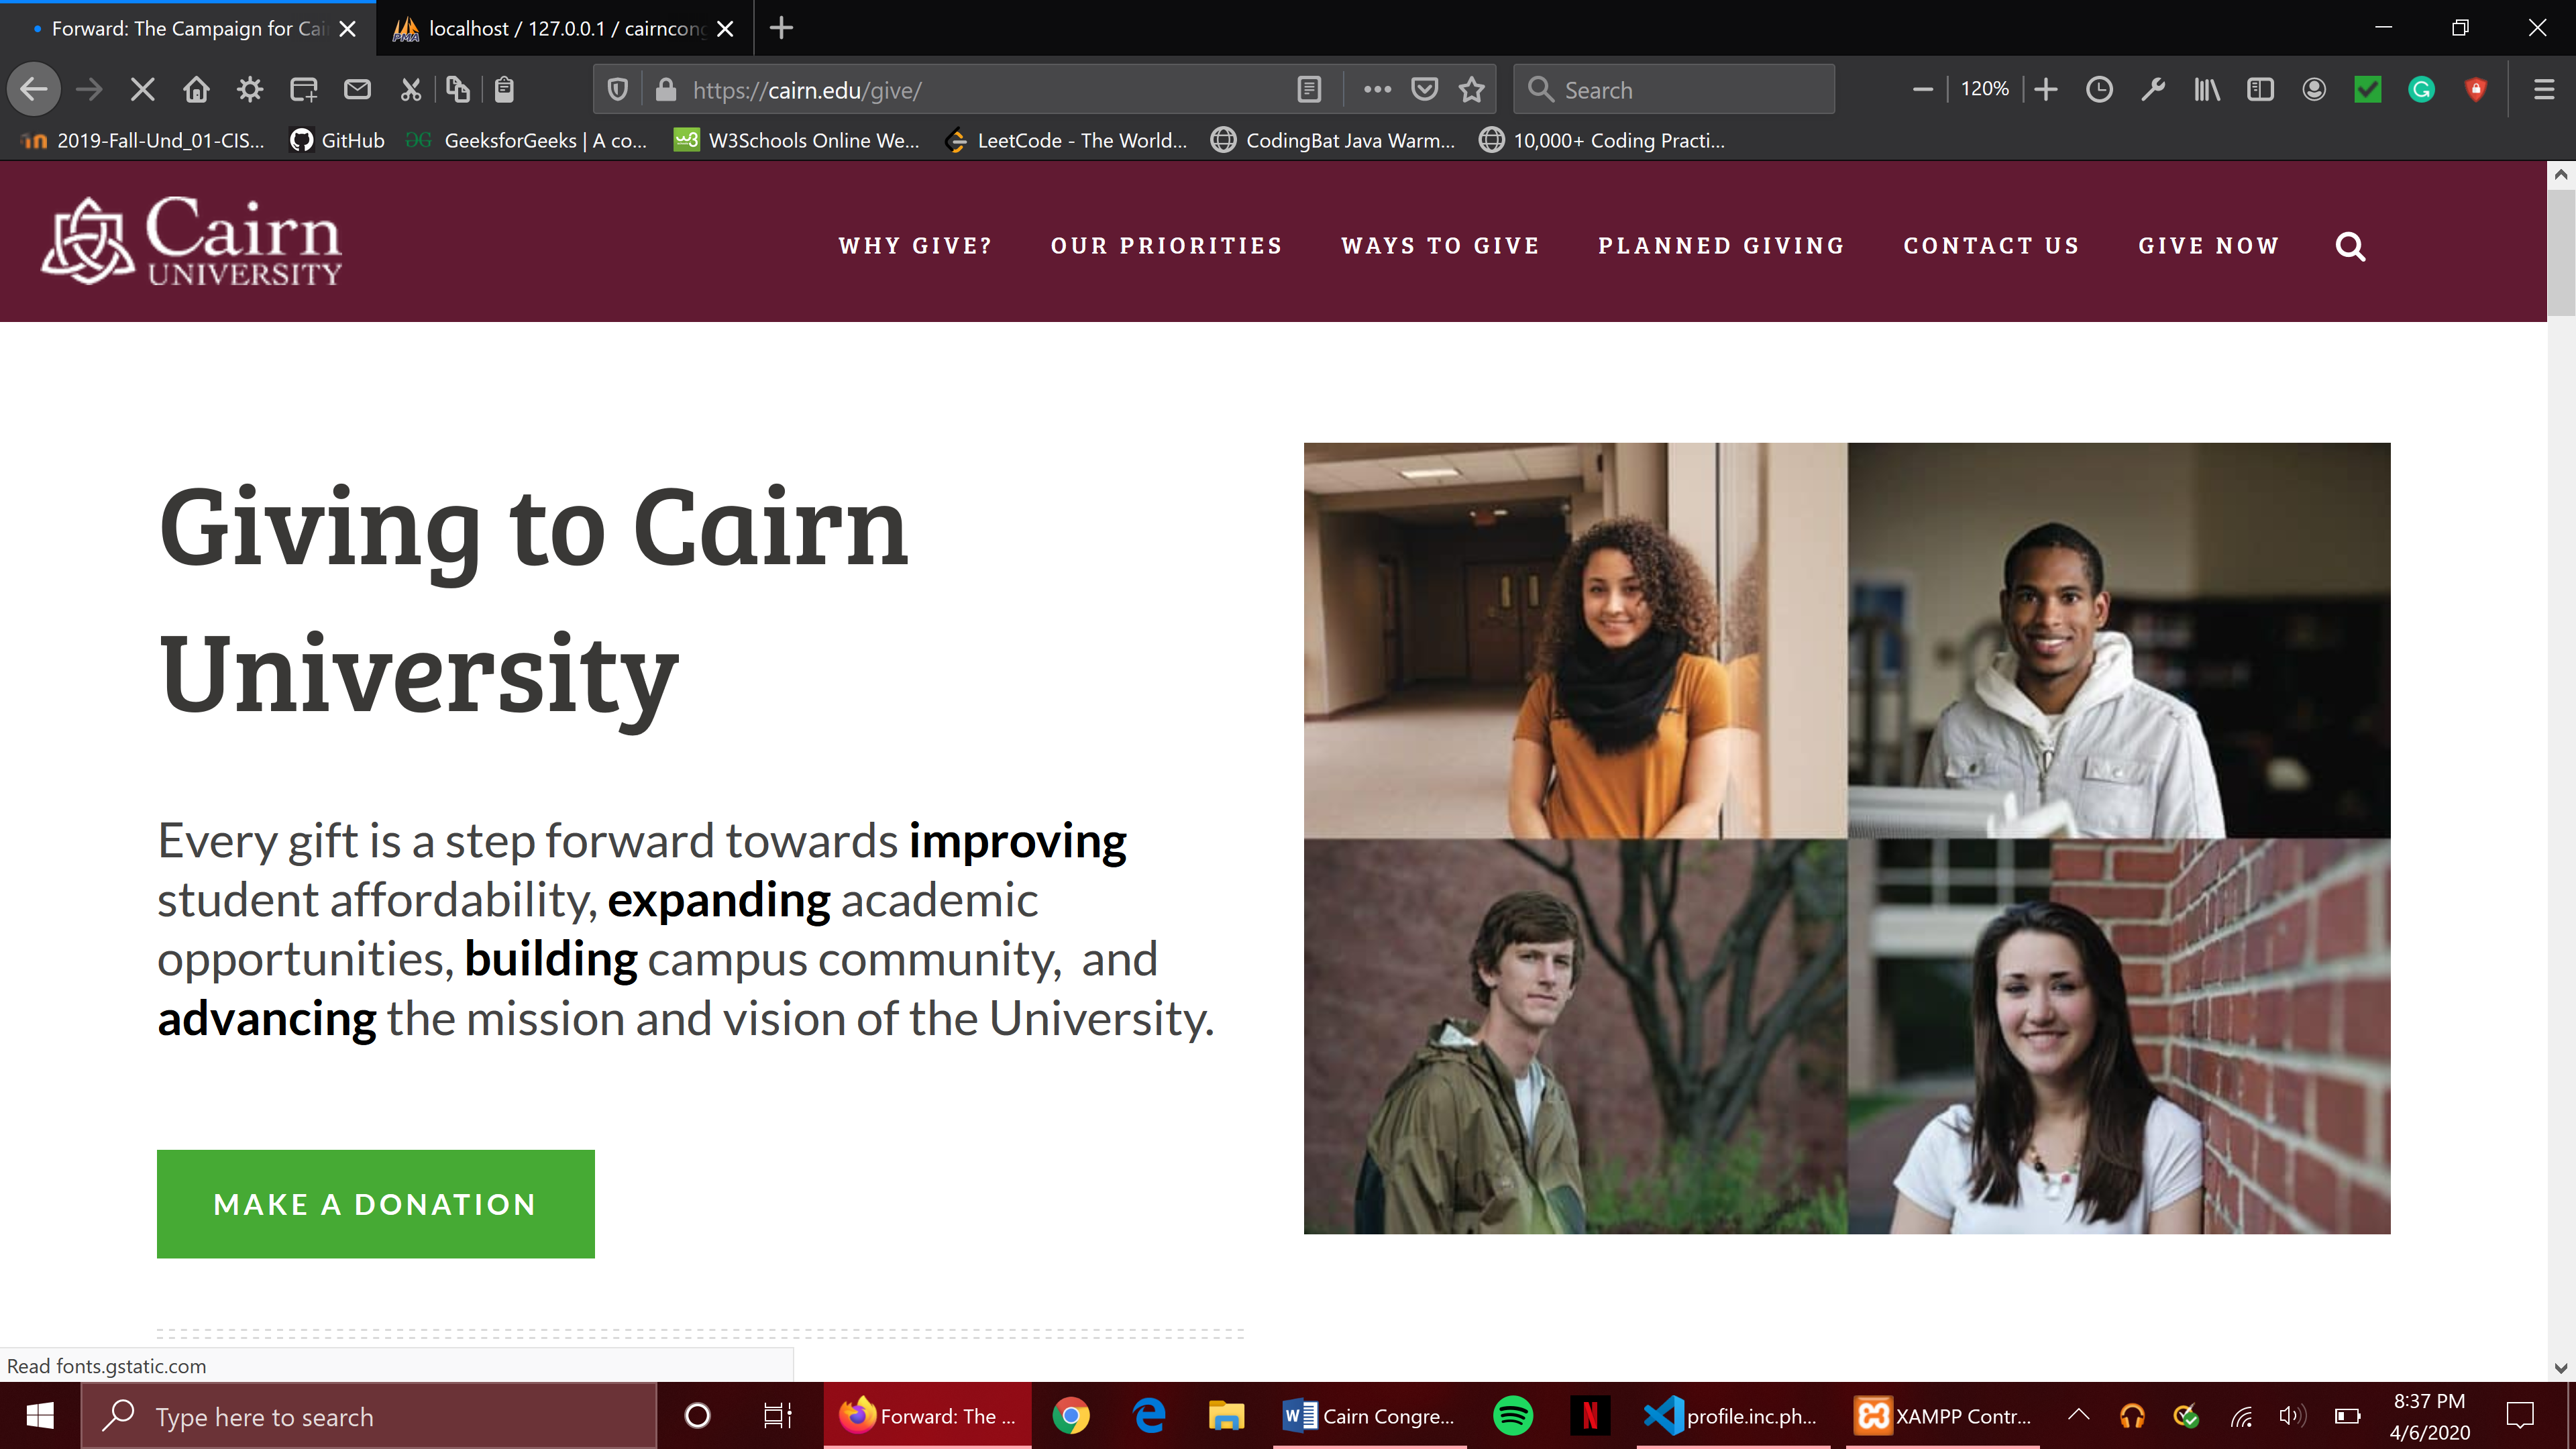 Forward: The Campaign for Cai
localhost / 127.0.0.1 / cairncong
https://cairn.edu/give/
Search
120%
2019-Fall-Und_01-CIS...
GitHub
GeeksforGeeks | A co...
W3Schools Online We...
LeetCode - The World...
CodingBat Java Warm...
10,000+ Coding Practi...
Cairn
UNIVERSITY
WHY GIVE?
OUR PRIORITIES
WAYS TO GIVE
PLANNED GIVING
CONTACT US
GIVE NOW
Giving to Cairn
University
Every gift is a step forward towards improving
student affordability, expanding academic
opportunities, building campus community, and
advancing the mission and vision of the University.
MAKE A DONATION
Read fonts.gstatic.com
Type here to search
Forward: The ...
Cairn Congre...
profile.inc.ph...
XAMPP Contr...
8:37 PM
4/6/2020